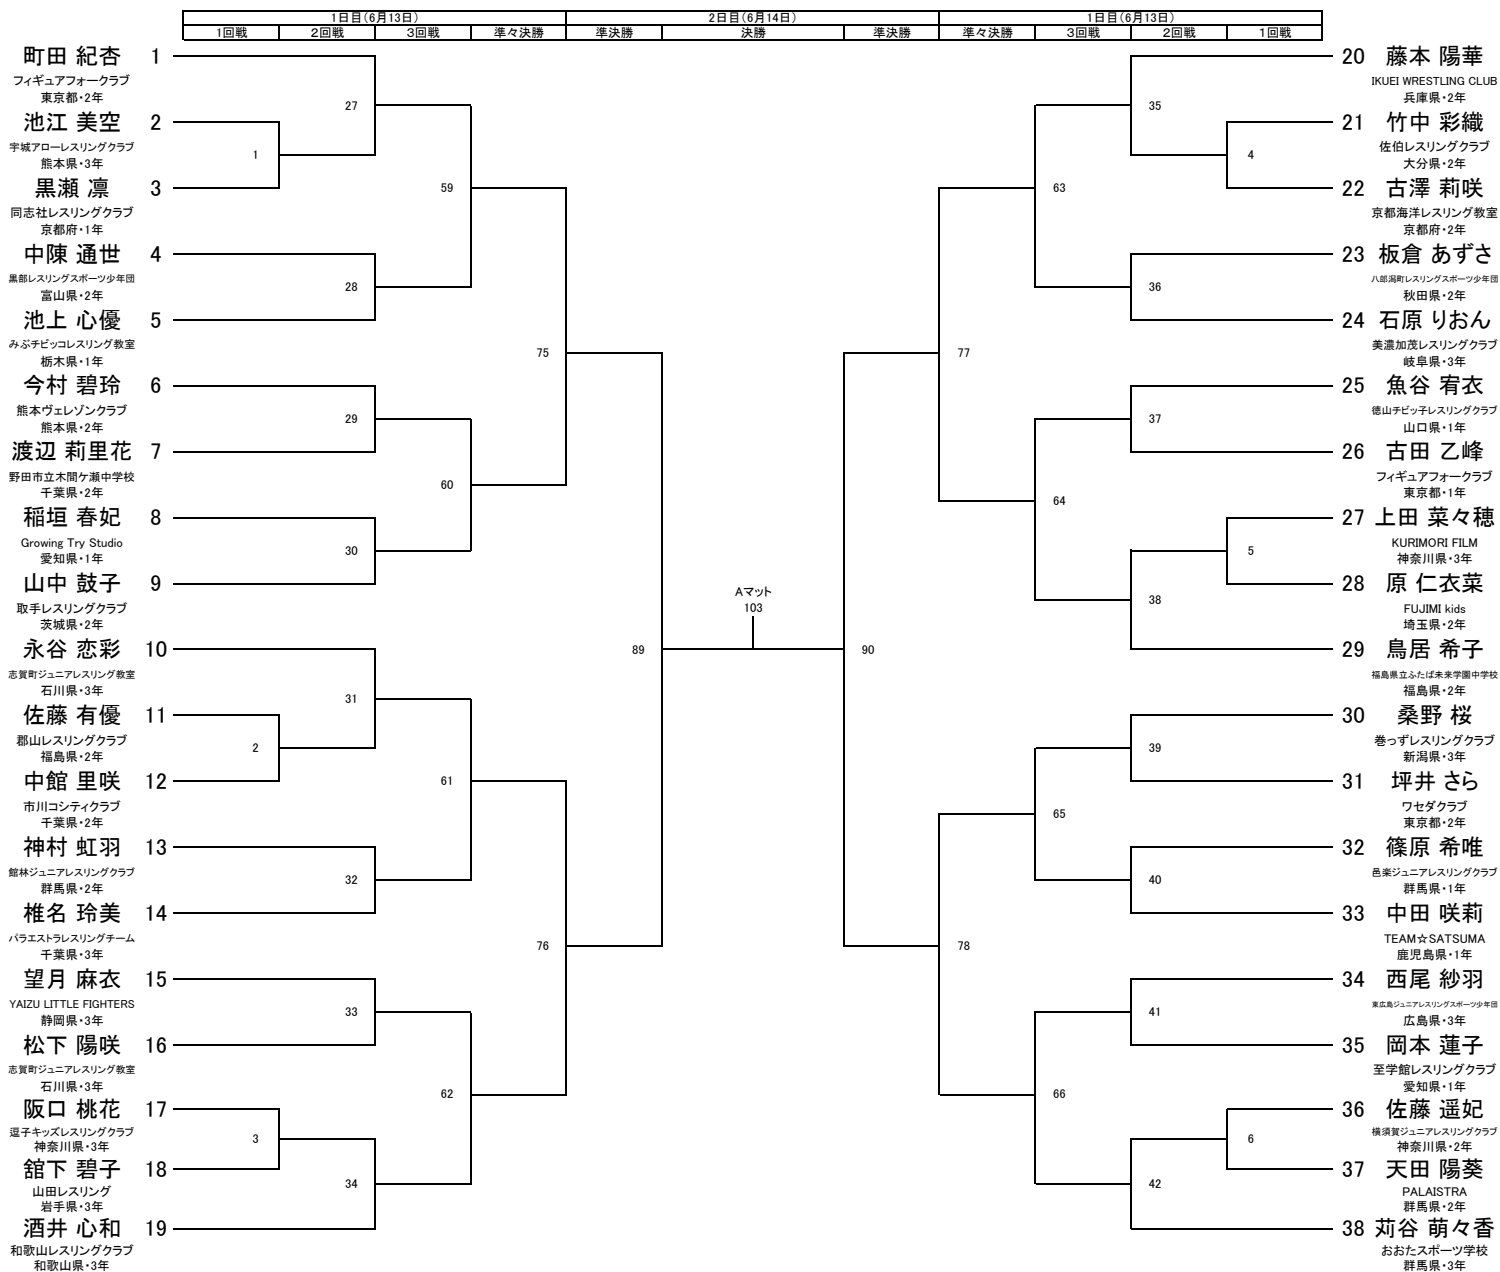 1日目(6月13日) 2日目(6月14日) 1日目(6月13日)
1回戦 2回戦 3回戦 準々決勝 準決勝 決勝 準決勝 準々決勝 3回戦 2回戦 1回戦
町田 紀杏 1
フィギュアフォークラブ
東京都・2年
池江 美空 2
宇城アローレスリングクラブ
熊本県・3年
黒瀬 凛 3
同志社レスリングクラブ
京都府・1年
中陳 通世 4
黒部レスリングスポーツ少年団
富山県・2年
池上 心優 5
みぶチビッコレスリング教室
栃木県・1年
今村 碧玲 6
熊本ヴェレゾンクラブ
熊本県・2年
渡辺 莉里花 7
野田市立木間ケ瀬中学校
千葉県・2年
稲垣 春妃 8
Growing Try Studio
愛知県・1年
山中 鼓子 9
取手レスリングクラブ
茨城県・2年
永谷 恋彩 10
志賀町ジュニアレスリング教室
石川県・3年
佐藤 有優 11
郡山レスリングクラブ
福島県・2年
中館 里咲 12
市川コシティクラブ
千葉県・2年
神村 虹羽 13
館林ジュニアレスリングクラブ
群馬県・2年
椎名 玲美 14
パラエストラレスリングチーム
千葉県・3年
望月 麻衣 15
YAIZU LITTLE FIGHTERS
静岡県・3年
松下 陽咲 16
志賀町ジュニアレスリング教室
石川県・3年
阪口 桃花 17
逗子キッズレスリングクラブ
神奈川県・3年
舘下 碧子 18
山田レスリング
岩手県・3年
酒井 心和 19
和歌山レスリングクラブ
和歌山県・3年
1
2
3
27
28
29
30
31
32
33
34
59
60
61
62
75
76
89
Aマット
103
90
77
78
63
64
65
66
35
36
37
38
39
40
41
42
4
5
6
20 藤本 陽華
IKUEI WRESTLING CLUB
兵庫県・2年
21 竹中 彩織
佐伯レスリングクラブ
大分県・2年
22 古澤 莉咲
京都海洋レスリング教室
京都府・2年
23 板倉 あずさ
八郎潟町レスリングスポーツ少年団
秋田県・2年
24 石原 りおん
美濃加茂レスリングクラブ
岐阜県・3年
25 魚谷 宥衣
徳山チビッ子レスリングクラブ
山口県・1年
26 古田 乙峰
フィギュアフォークラブ
東京都・1年
27 上田 菜々穂
KURIMORI FILM
神奈川県・3年
28 原 仁衣菜
FUJIMI kids
埼玉県・2年
29 鳥居 希子
福島県立ふたば未来学園中学校
福島県・2年
30 桑野 桜
巻っずレスリングクラブ
新潟県・3年
31 坪井 さら
ワセダクラブ
東京都・2年
32 篠原 希唯
邑楽ジュニアレスリングクラブ
群馬県・1年
33 中田 咲莉
TEAM☆SATSUMA
鹿児島県・1年
34 西尾 紗羽
東広島ジュニアレスリングスポーツ少年団
広島県・3年
35 岡本 蓮子
至学館レスリングクラブ
愛知県・1年
36 佐藤 遥妃
横須賀ジュニアレスリングクラブ
神奈川県・2年
37 天田 陽葵
PALAISTRA
群馬県・2年
38 苅谷 萌々香
おおたスポーツ学校
群馬県・3年